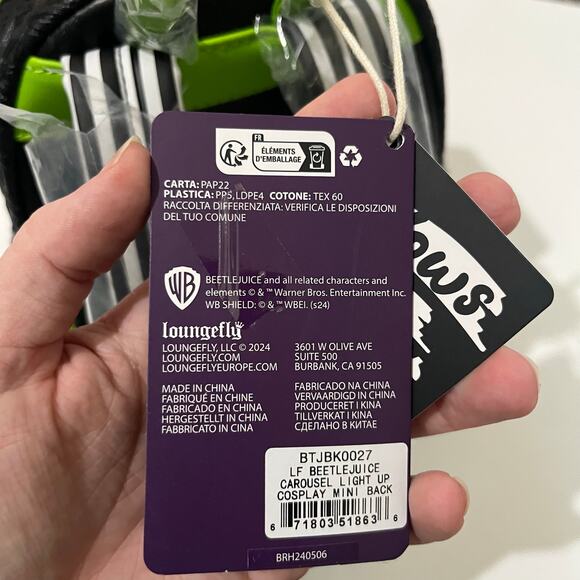 FR
ÉLÉMENTS
D'EMBALLAGE
CARTA: PAP22
PLASTICA: PP5, LDPE4 COTONE: TEX 60
RACCOLTA DIFFERENZIATA: VERIFICA LE DISPOSIZIONI
DEL TUO COMUNE
WB
BEETLEJUICE and all related characters and
elements © & ™ Warner Bros. Entertainment Inc.
WB SHIELD: © & ™ WBEI. (s24)
loungefly
LOUNGEFLY, LLC © 2024
LOUNGEFLY.COM
LOUNGEFLYEUROPE.COM
3601 W OLIVE AVE
SUITE 500
BURBANK, CA 91505
MADE IN CHINA
FABRIQUÉ EN CHINE
FABRICADO EN CHINA
HERGESTELLT IN CHINA
FABBRICATO IN CINA
FABRICADO NA CHINA
VERVAARDIGD IN CHINA
PRODUCERET I KINA
TILLVERKAT I KINA
СДЕЛАНО В КИТАЕ
BTJBK0027
LF BEETLEJUICE
CAROUSEL LIGHT UP
COSPLAY MINI BACK
6 71803 51863 6
BRH240506